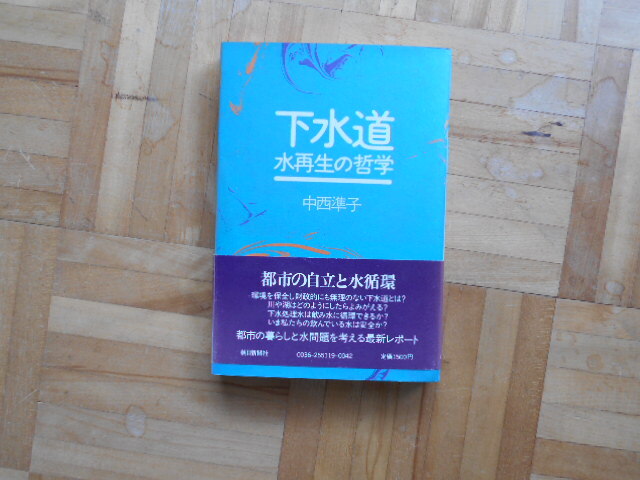 下水道
水再生の哲学
中西準子
都市の自立と水循環
環境を保全し財政的にも無理のない下水道とは?
川や湖はどのようにしたらよみがえる?
下水処理水は飲み水に循環できるか?
いま私たちの飲んでいる水は安全か?
都市の暮らしと水問題を考える最新レポート
朝日新聞社 0036-255119-0042 定価1500円